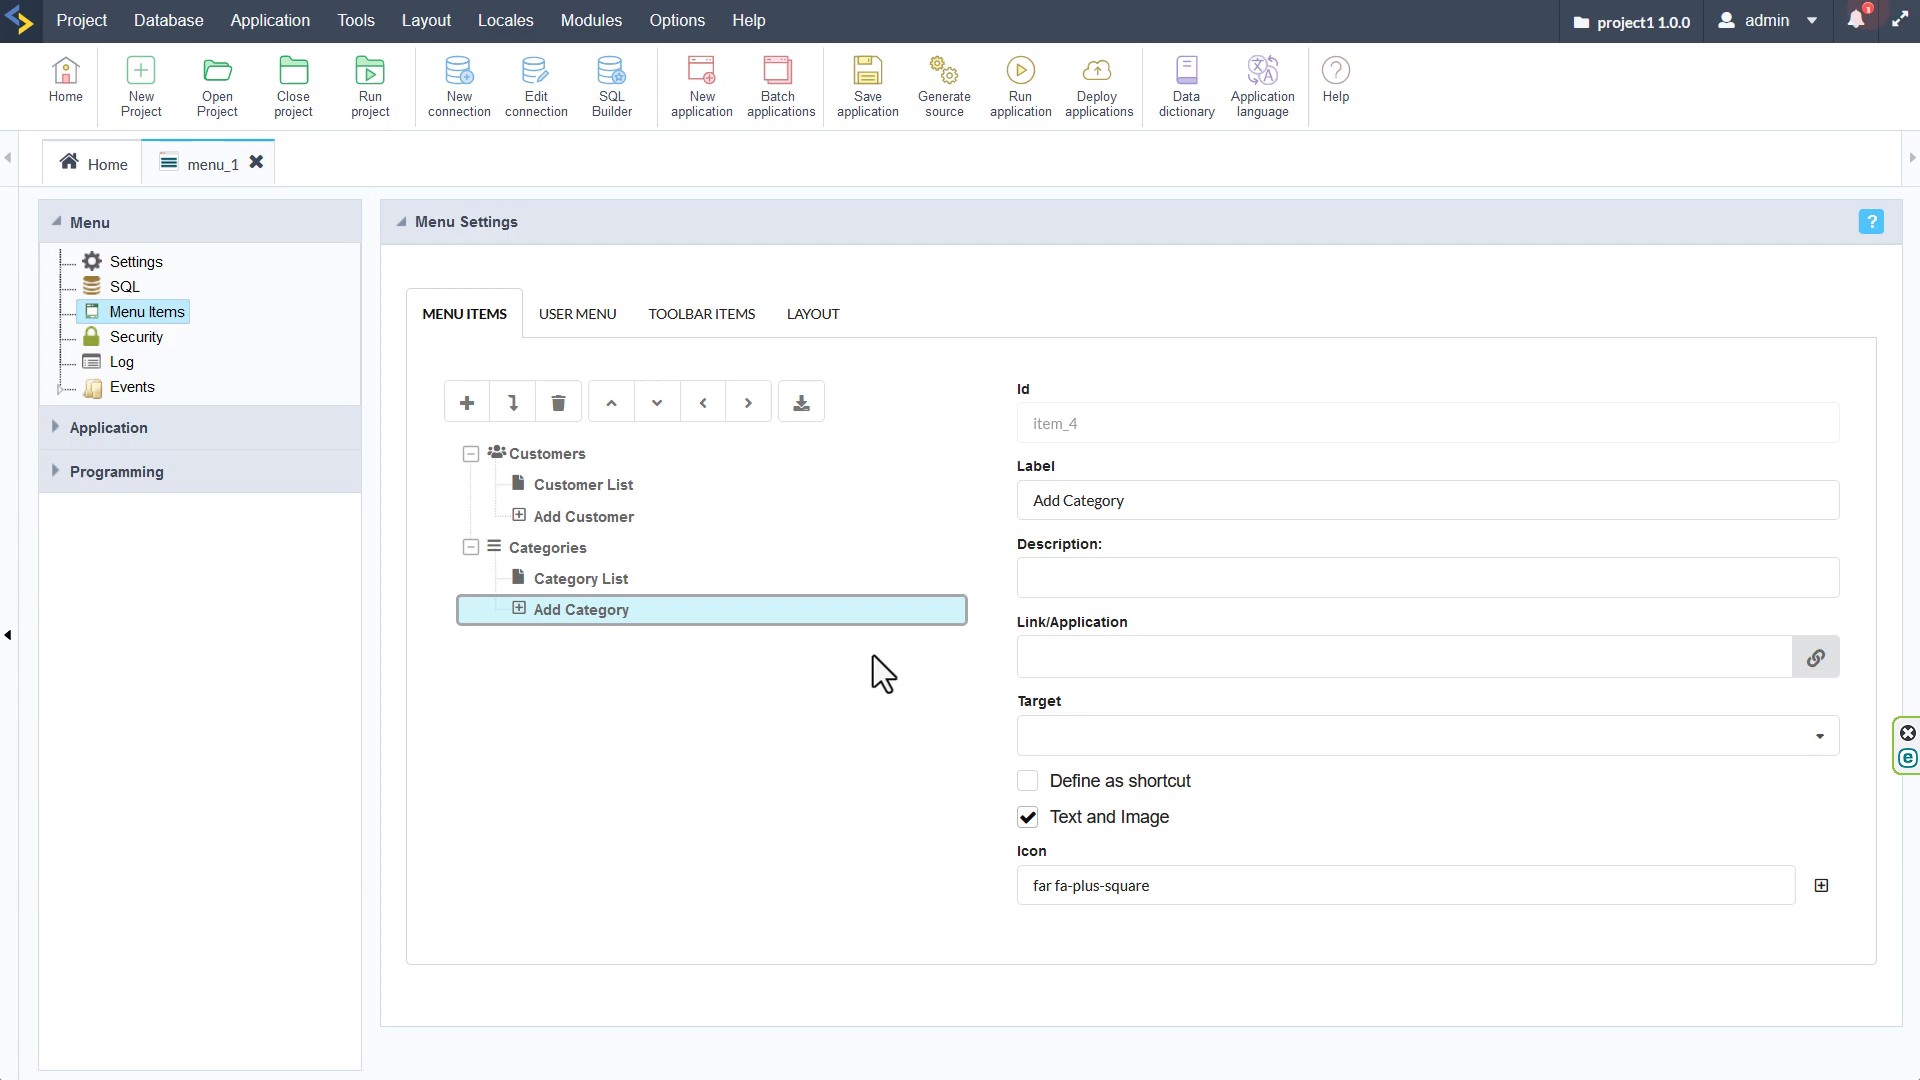 Project Database Application Tools Layout Locales Modules Options Help project1 1.0.0 admin 1
Home
New Project
Open Project
Close project
Run project
New connection
Edit connection
SQL Builder
New application
Batch applications
Save application
Generate source
Run application
Deploy applications
Data dictionary
Application language
Help
Home menu_1
Menu
Settings
SQL
Menu Items
Security
Log
Events
Application
Programming
Menu Settings ?
MENU ITEMS USER MENU TOOLBAR ITEMS LAYOUT
Customers
Customer List
Add Customer
Categories
Category List
Add Category
Id
item_4
Label
Add Category
Description:
Link/Application
Target
Define as shortcut
Text and Image
Icon
far fa-plus-square
e